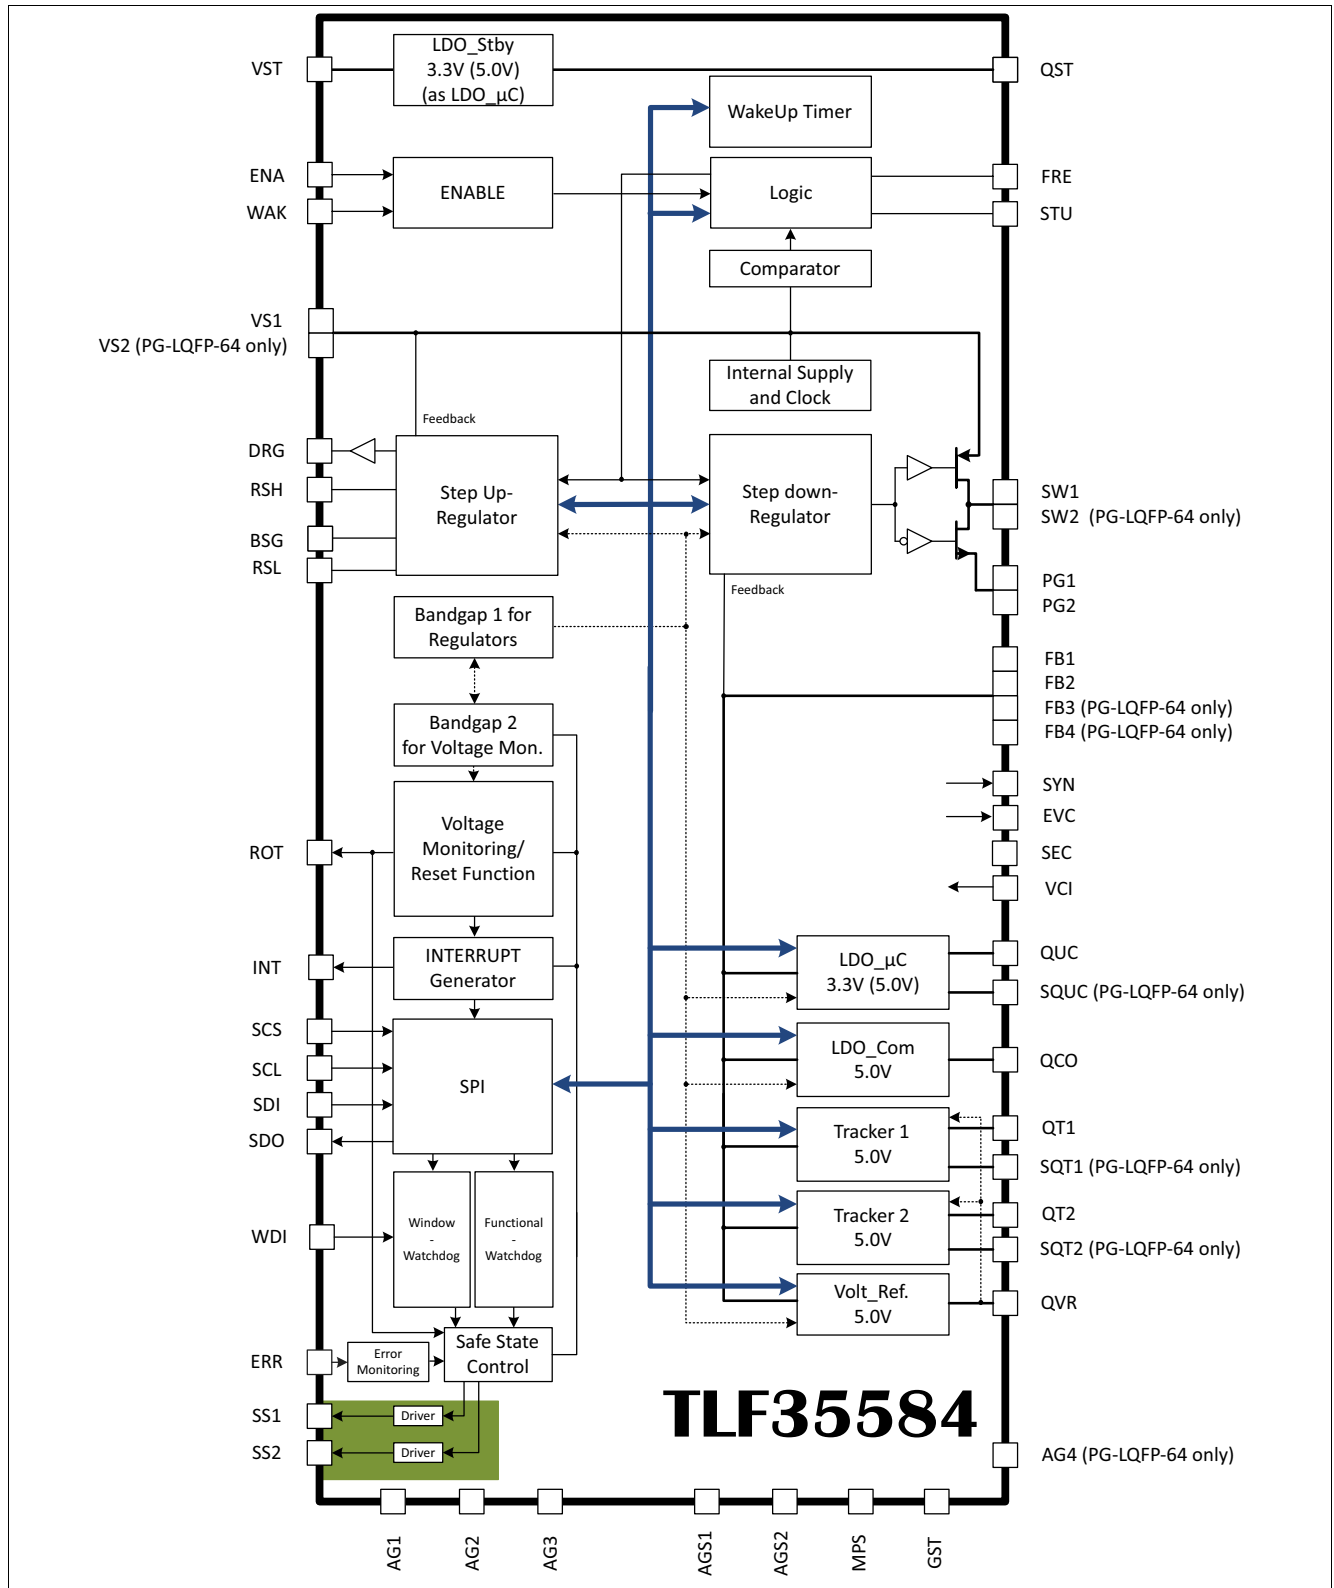 LDO_Stby
3.3V (5.0V)
(as LDO_µC)
VST
QST
WakeUp Timer
ENA
WAK
ENABLE
Logic
FRE
STU
Comparator
VS1
VS2 (PG-LQFP-64 only)
Internal Supply
and Clock
Feedback
DRG
RSH
BSG
RSL
Step Up-
Regulator
Step down-
Regulator
SW1
SW2 (PG-LQFP-64 only)
PG1
PG2
Feedback
Bandgap 1 for
Regulators
FB1
FB2
FB3 (PG-LQFP-64 only)
FB4 (PG-LQFP-64 only)
Bandgap 2
for Voltage Mon.
SYN
EVC
SEC
VCI
Voltage
Monitoring/
Reset Function
ROT
INTERRUPT
Generator
INT
LDO_µC
3.3V (5.0V)
QUC
SQUC (PG-LQFP-64 only)
SCS
SCL
SDI
SDO
SPI
LDO_Com
5.0V
QCO
Tracker 1
5.0V
QT1
SQT1 (PG-LQFP-64 only)
Tracker 2
5.0V
QT2
SQT2 (PG-LQFP-64 only)
WDI
Window
-
Watchdog
Functional
-
Watchdog
Volt_Ref.
5.0V
QVR
ERR
Error
Monitoring
Safe State
Control
SS1
Driver
SS2
Driver
TLF35584
AG4 (PG-LQFP-64 only)
AG1
AG2
AG3
AGS1
AGS2
MPS
GST